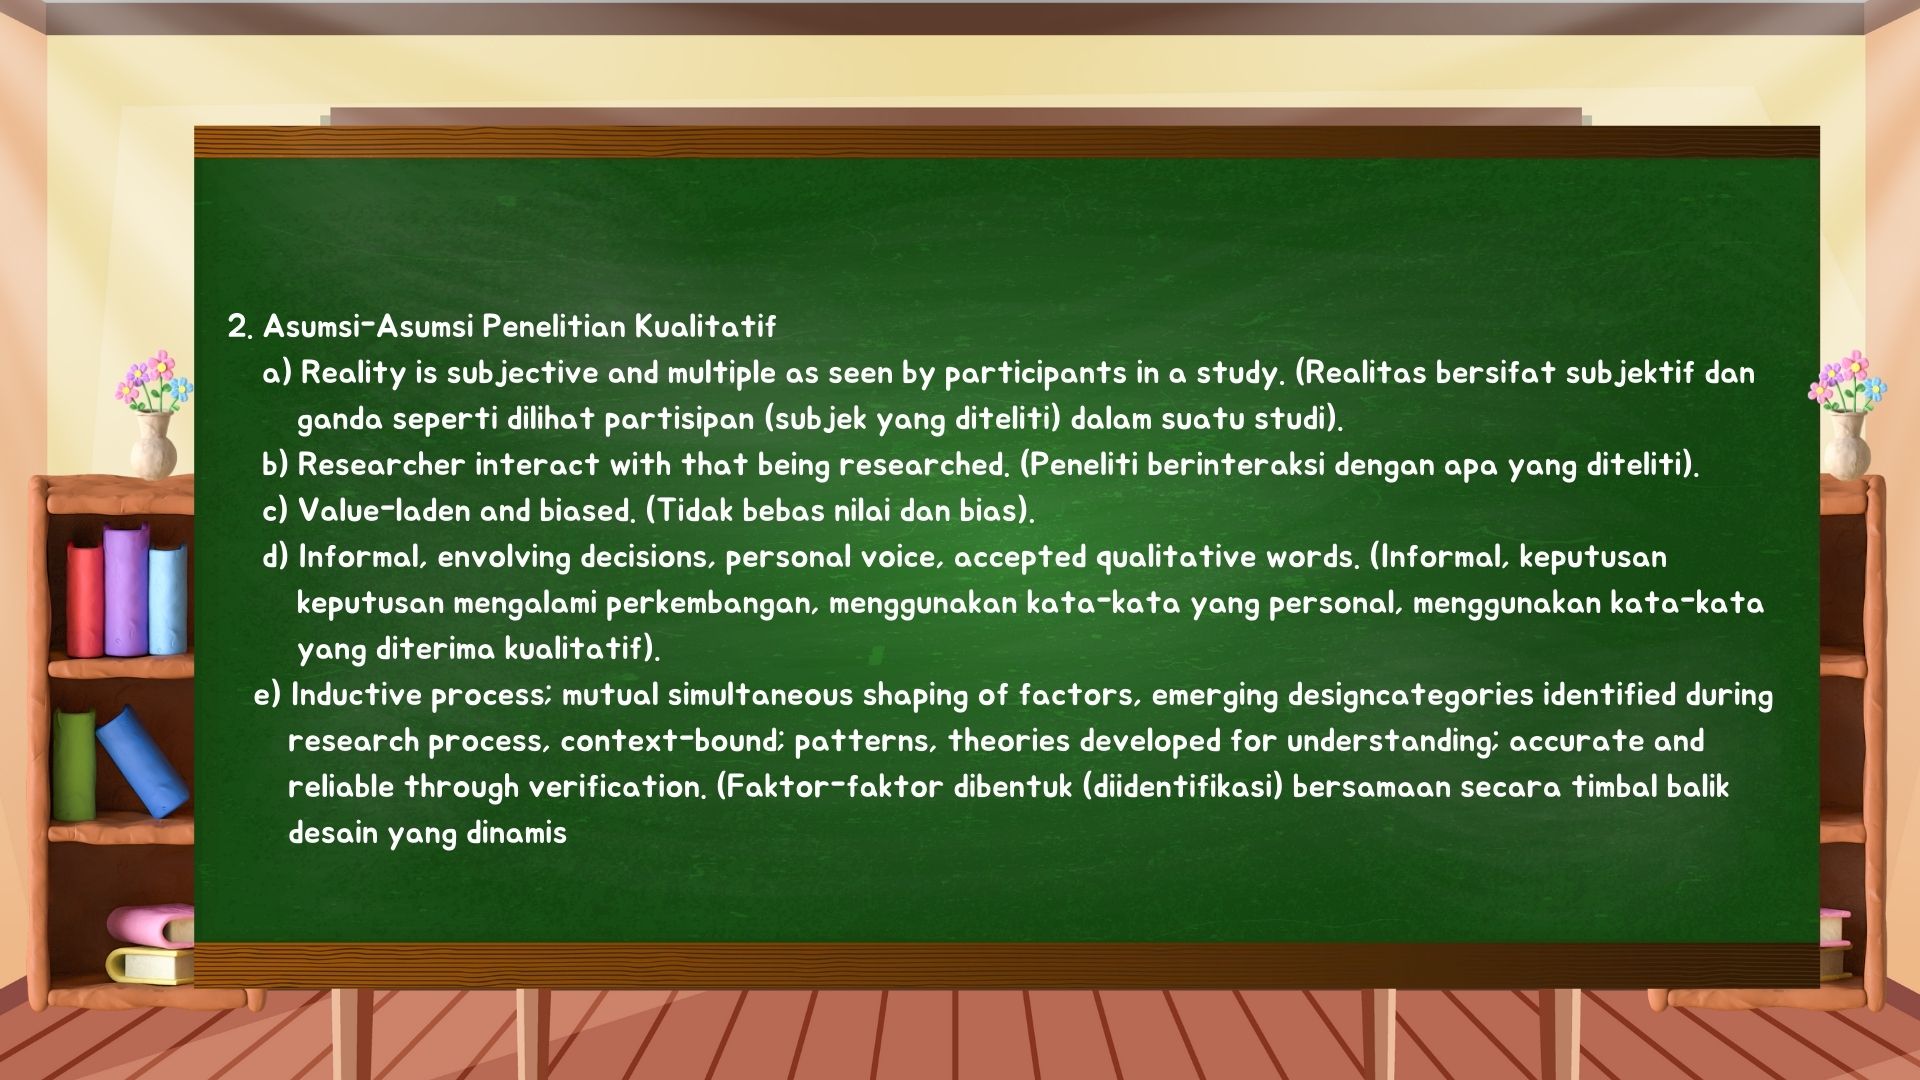 2. Asumsi-Asumsi Penelitian Kualitatif
a) Reality is subjective and multiple as seen by participants in a study. (Realitas bersifat subjektif dan
ganda seperti dilihat partisipan (subjek yang diteliti) dalam suatu studi).
b) Researcher interact with that being researched. (Peneliti berinteraksi dengan apa yang diteliti).
c) Value-laden and biased. (Tidak bebas nilai dan bias).
d) Informal, envolving decisions, personal voice, accepted qualitative words. (Informal, keputusan
keputusan mengalami perkembangan, menggunakan kata-kata yang personal, menggunakan kata-kata
yang diterima kualitatif).
e) Inductive process; mutual simultaneous shaping of factors, emerging designcategories identified during
research process, context-bound; patterns, theories developed for understanding; accurate and
reliable through verification. (Faktor-faktor dibentuk (diidentifikasi) bersamaan secara timbal balik
desain yang dinamis